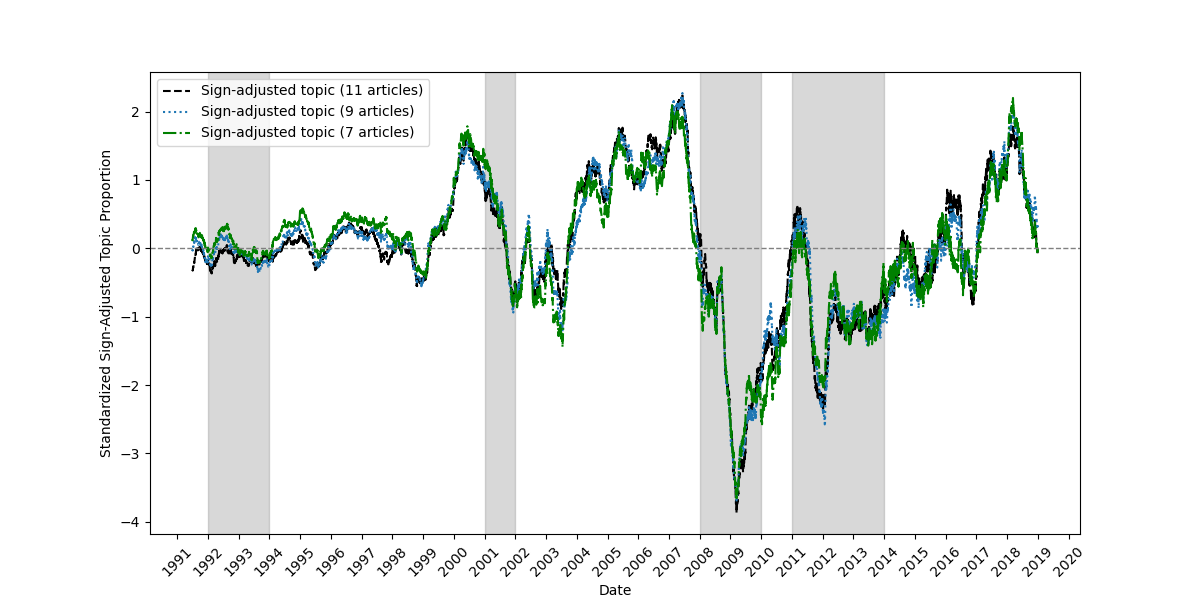 Sign-adjusted topic (11 articles)
Sign-adjusted topic (9 articles)
Sign-adjusted topic (7 articles)
Standardized Sign-Adjusted Topic Proportion
2
1
0
−1
−2
−3
−4
1991 1992 1993 1994 1995 1996 1997 1998 1999 2000 2001 2002 2003 2004 2005 2006 2007 2008 2009 2010 2011 2012 2013 2014 2015 2016 2017 2018 2019 2020
Date